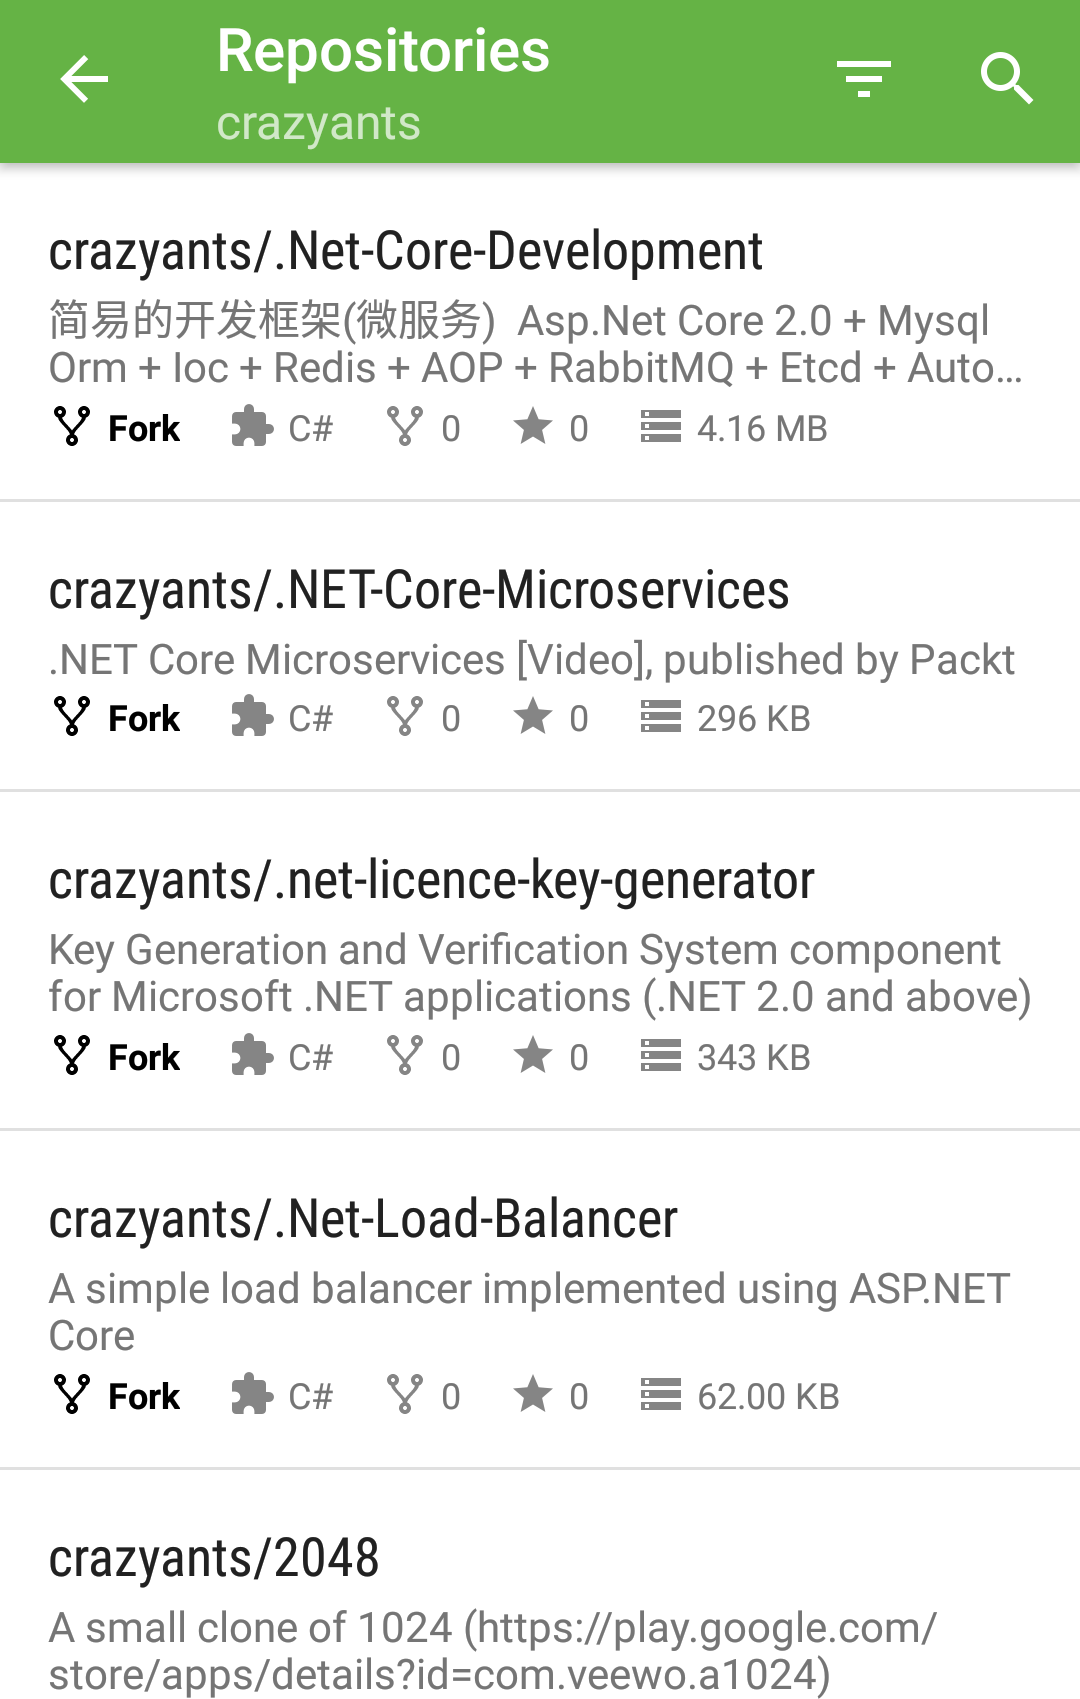 Repositories
crazyants
crazyants/.Net-Core-Development
简易的开发框架(微服务)  Asp.Net Core 2.0 + Mysql
Orm + Ioc + Redis + AOP + RabbitMQ + Etcd + Auto…
Fork C# 0 0 4.16 MB
crazyants/.NET-Core-Microservices
.NET Core Microservices [Video], published by Packt
Fork C# 0 0 296 KB
crazyants/.net-licence-key-generator
Key Generation and Verification System component
for Microsoft .NET applications (.NET 2.0 and above)
Fork C# 0 0 343 KB
crazyants/.Net-Load-Balancer
A simple load balancer implemented using ASP.NET
Core
Fork C# 0 0 62.00 KB
crazyants/2048
A small clone of 1024 (https://play.google.com/
store/apps/details?id=com.veewo.a1024)